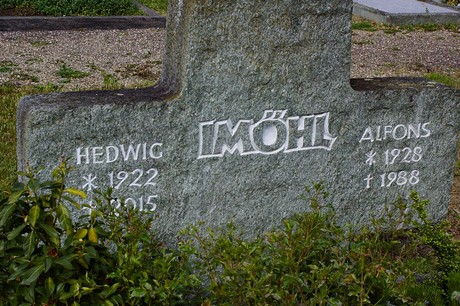 IMÖHL
HEDWIG
* 1922
2015
ALFONS
* 1928
† 1988